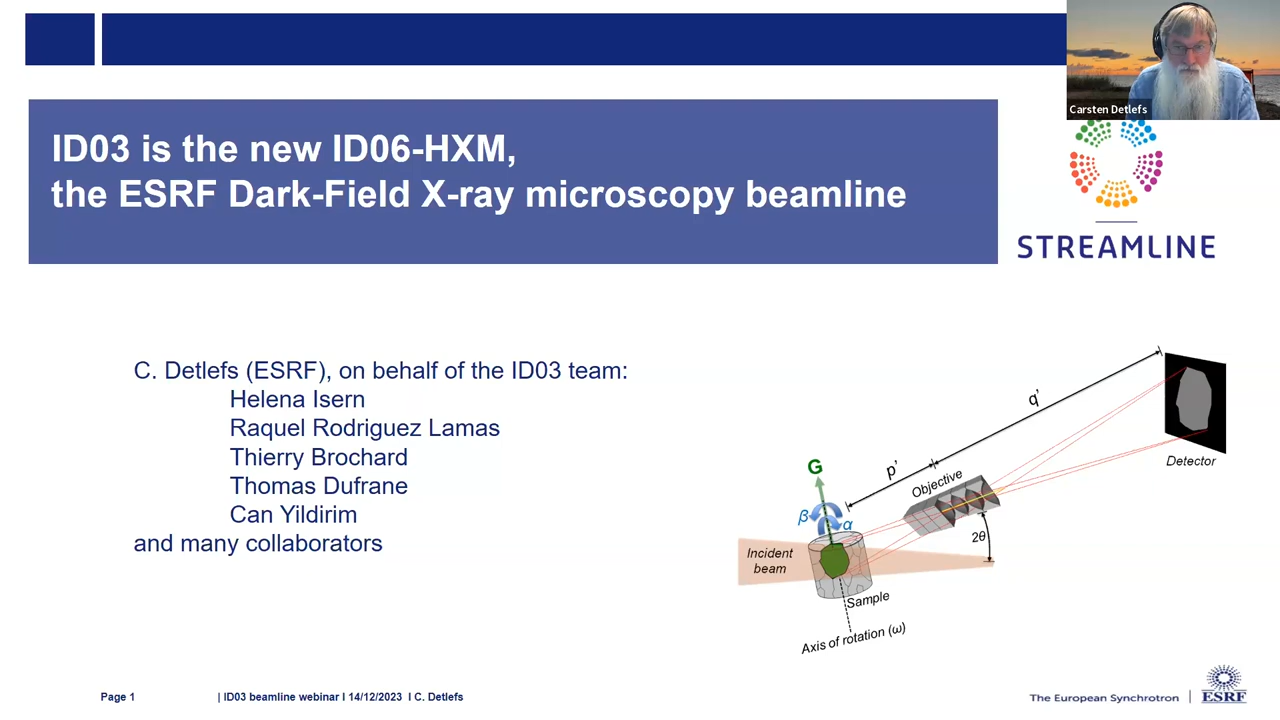 Carsten Detlefs
ID03 is the new ID06-HXM,
the ESRF Dark-Field X-ray microscopy beamline
STREAMLINE
C. Detlefs (ESRF), on behalf of the ID03 team:
Helena Isern
Raquel Rodriguez Lamas
Thierry Brochard
Thomas Dufrane
Can Yildirim
and many collaborators
q'
p'
Objective
Detector
G
β
α
2θ
Incident
beam
Sample
Axis of rotation (ω)
Page 1
| ID03 beamline webinar I 14/12/2023 I C. Detlefs
The European Synchrotron | ESRF